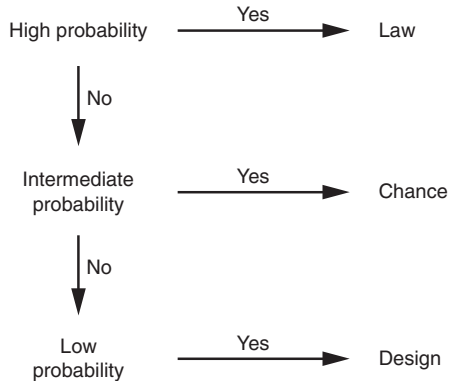 High probability
Yes
Law
No
Intermediate
probability
Yes
Chance
No
Low
probability
Yes
Design